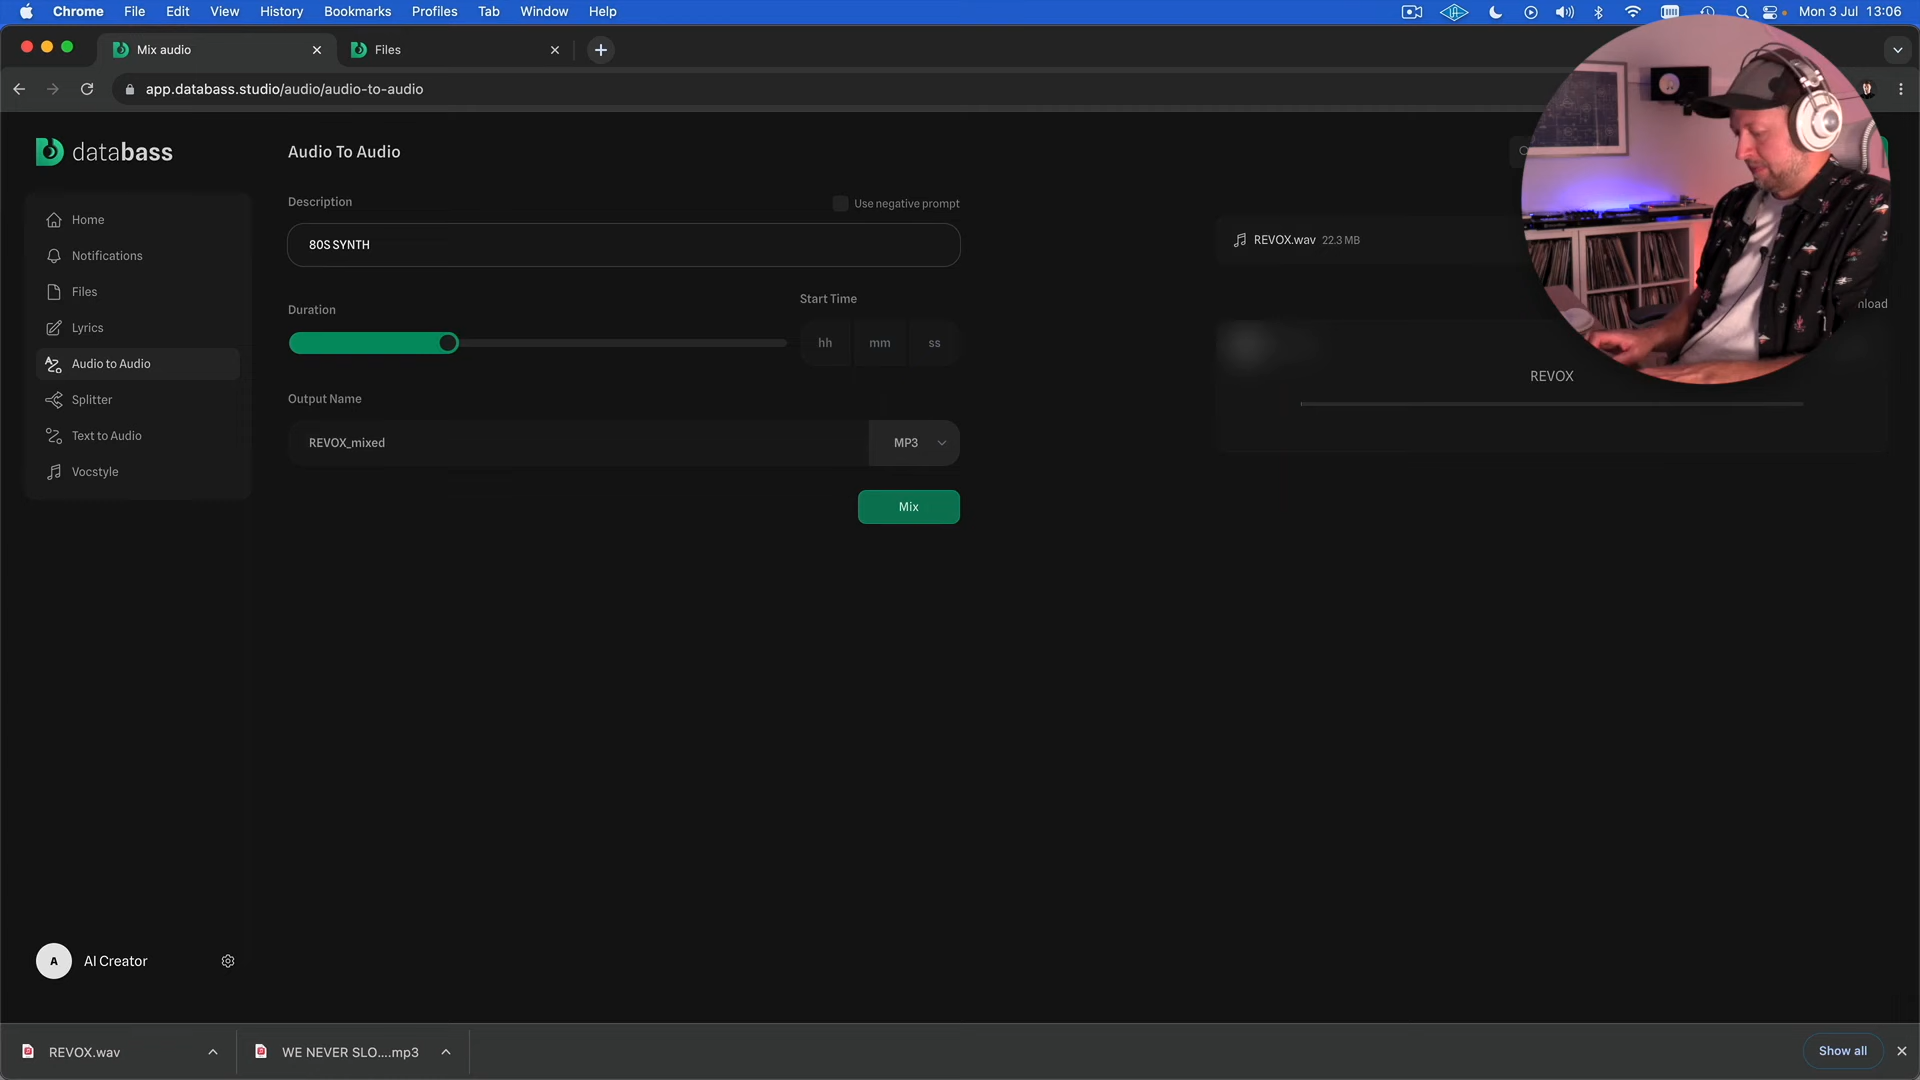 Chrome File Edit View History Bookmarks Profiles Tab Window Help
Mon 3 Jul 13:06
Mix audio
Files
app.databass.studio/audio/audio-to-audio
databass
Home
Notifications
Files
Lyrics
Audio to Audio
Splitter
Text to Audio
Vocstyle
Audio To Audio
Description
Use negative prompt
80S SYNTH
Duration
Start Time
hh mm ss
Output Name
REVOX_mixed
MP3
Mix
REVOX.wav 22.3 MB
REVOX
A
AI Creator
REVOX.wav
WE NEVER SLO....mp3
Show all